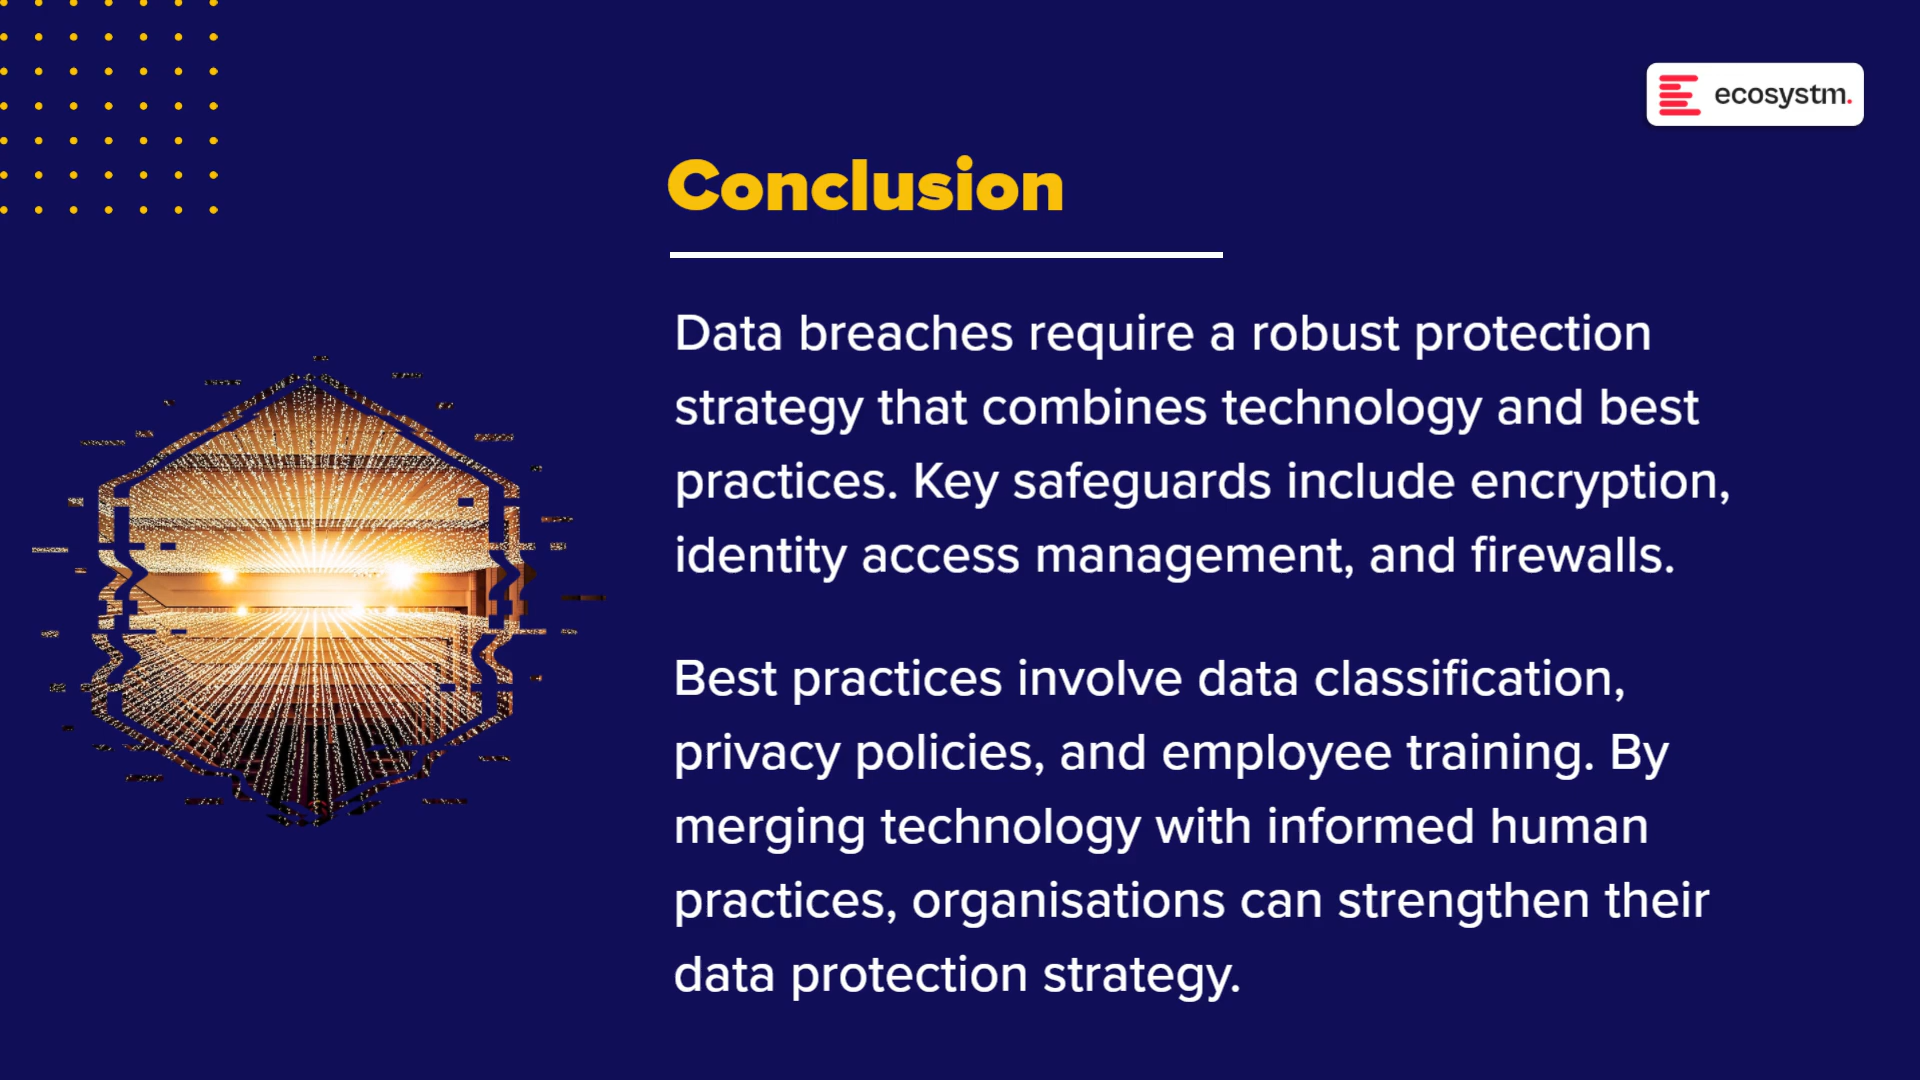 ecosystm.
Conclusion
Data breaches require a robust protection
strategy that combines technology and best
practices. Key safeguards include encryption,
identity access management, and firewalls.
Best practices involve data classification,
privacy policies, and employee training. By
merging technology with informed human
practices, organisations can strengthen their
data protection strategy.